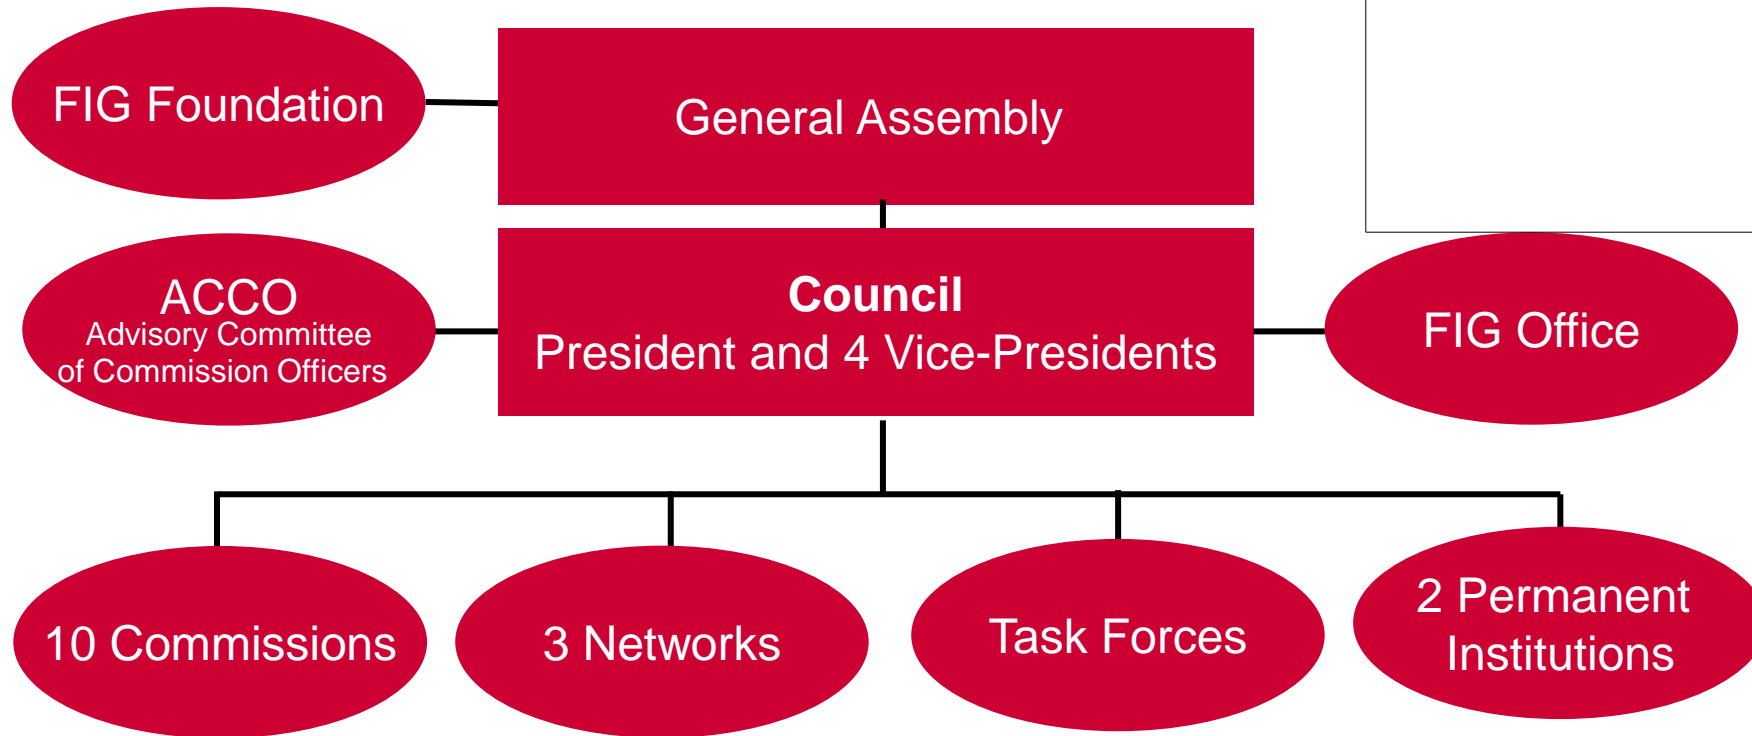 FIG Foundation
General Assembly
ACCO
Advisory Committee
of Commission Officers
Council
President and 4 Vice-Presidents
FIG Office
10 Commissions
3 Networks
Task Forces
2 Permanent
Institutions